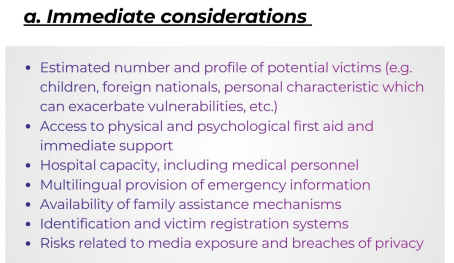 a. Immediate considerations
• Estimated number and profile of potential victims (e.g.
children, foreign nationals, personal characteristic which
can exacerbate vulnerabilities, etc.)
• Access to physical and psychological first aid and
immediate support
• Hospital capacity, including medical personnel
• Multilingual provision of emergency information
• Availability of family assistance mechanisms
• Identification and victim registration systems
• Risks related to media exposure and breaches of privacy